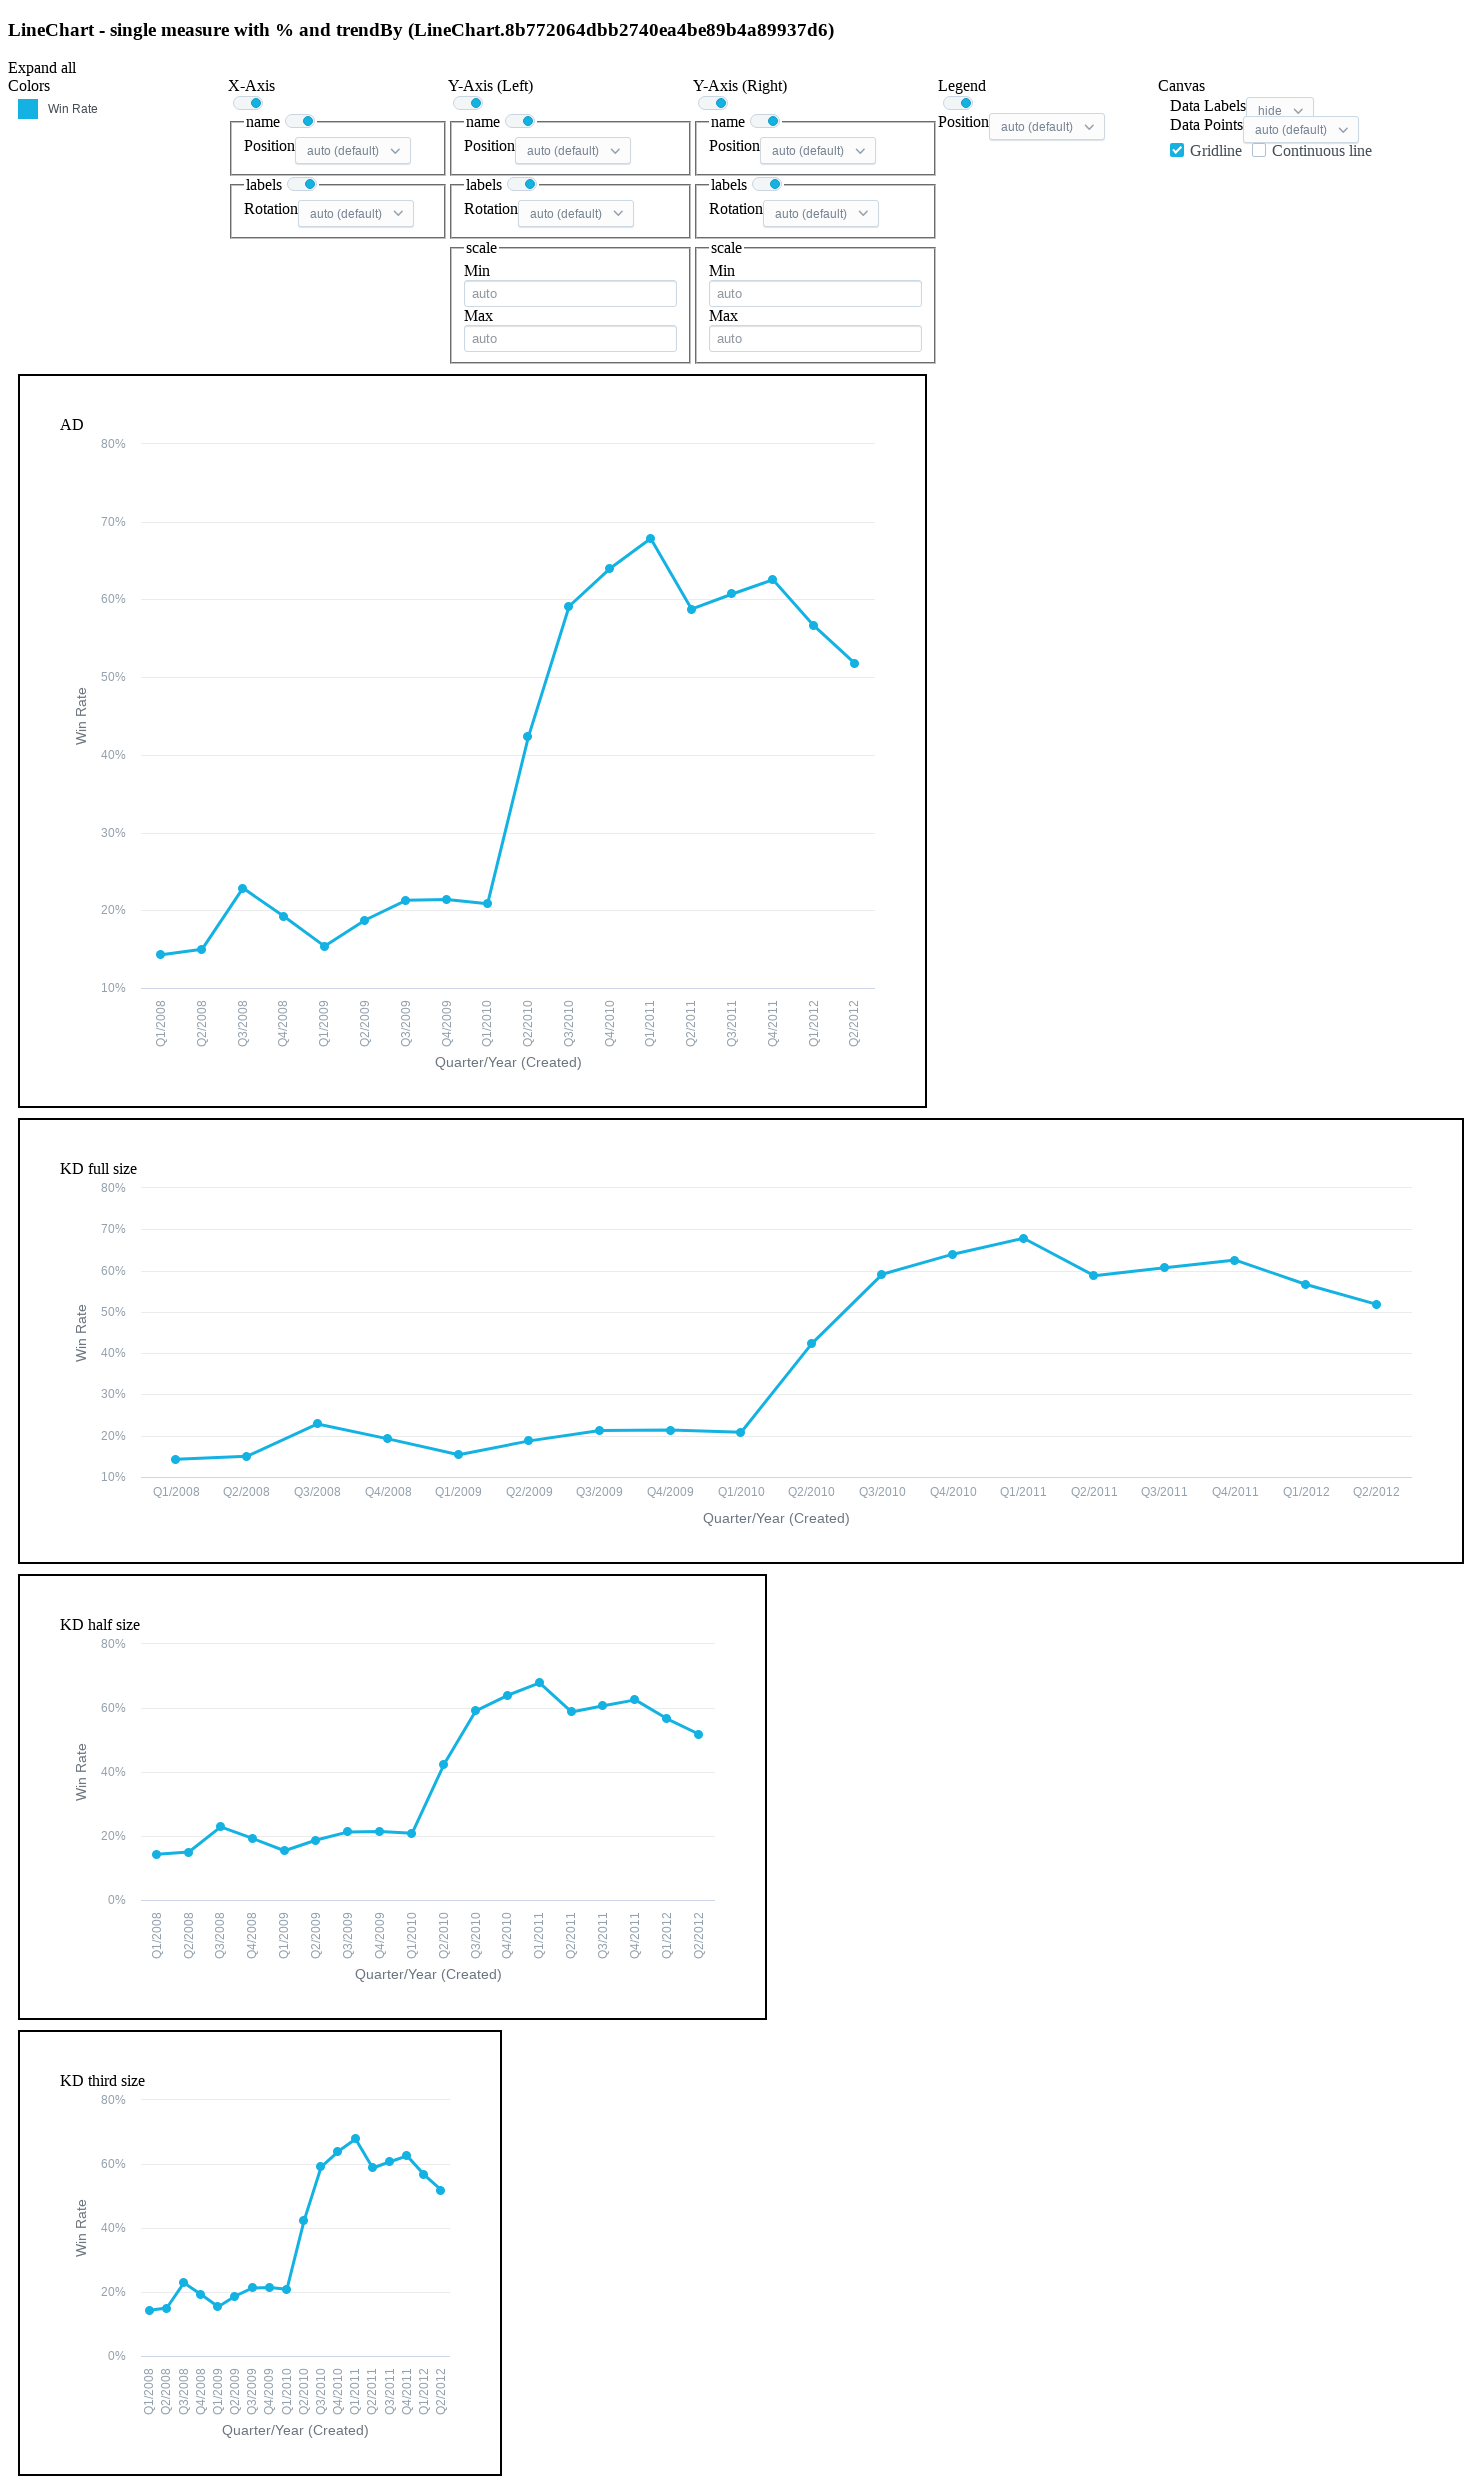 LineChart - single measure with % and trendBy (LineChart.8b772064dbb2740ea4be89b4a89937d6)
Expand all
Colors
Win Rate
X-Axis
name
Position auto (default)
labels
Rotation auto (default)
Y-Axis (Left)
name
Position auto (default)
labels
Rotation auto (default)
scale
Min
auto
Max
auto
Y-Axis (Right)
name
Position auto (default)
labels
Rotation auto (default)
scale
Min
auto
Max
auto
Legend
Position auto (default)
Canvas
Data Labels hide
Data Points auto (default)
Gridline Continuous line
AD
80%
70%
60%
50%
40%
30%
20%
10%
Win Rate
Q1/2008 Q2/2008 Q3/2008 Q4/2008 Q1/2009 Q2/2009 Q3/2009 Q4/2009 Q1/2010 Q2/2010 Q3/2010 Q4/2010 Q1/2011 Q2/2011 Q3/2011 Q4/2011 Q1/2012 Q2/2012
Quarter/Year (Created)
KD full size
80%
70%
60%
50%
40%
30%
20%
10%
Win Rate
Q1/2008 Q2/2008 Q3/2008 Q4/2008 Q1/2009 Q2/2009 Q3/2009 Q4/2009 Q1/2010 Q2/2010 Q3/2010 Q4/2010 Q1/2011 Q2/2011 Q3/2011 Q4/2011 Q1/2012 Q2/2012
Quarter/Year (Created)
KD half size
80%
60%
40%
20%
0%
Win Rate
Q1/2008 Q2/2008 Q3/2008 Q4/2008 Q1/2009 Q2/2009 Q3/2009 Q4/2009 Q1/2010 Q2/2010 Q3/2010 Q4/2010 Q1/2011 Q2/2011 Q3/2011 Q4/2011 Q1/2012 Q2/2012
Quarter/Year (Created)
KD third size
80%
60%
40%
20%
0%
Win Rate
Q1/2008 Q2/2008 Q3/2008 Q4/2008 Q1/2009 Q2/2009 Q3/2009 Q4/2009 Q1/2010 Q2/2010 Q3/2010 Q4/2010 Q1/2011 Q2/2011 Q3/2011 Q4/2011 Q1/2012 Q2/2012
Quarter/Year (Created)